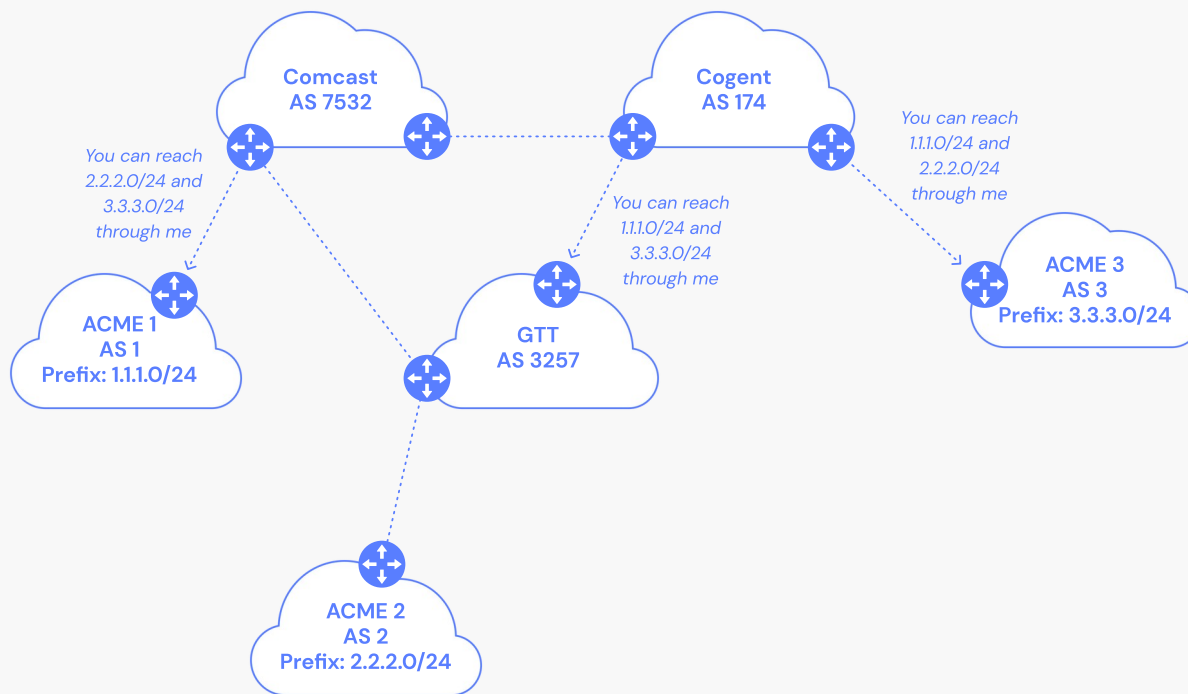 Comcast
AS 7532
Cogent
AS 174
You can reach
1.1.1.0/24 and
2.2.2.0/24
through me
You can reach
2.2.2.0/24 and
3.3.3.0/24
through me
You can reach
1.1.1.0/24 and
3.3.3.0/24
through me
ACME 3
AS 3
Prefix: 3.3.3.0/24
ACME 1
AS 1
Prefix: 1.1.1.0/24
GTT
AS 3257
ACME 2
AS 2
Prefix: 2.2.2.0/24